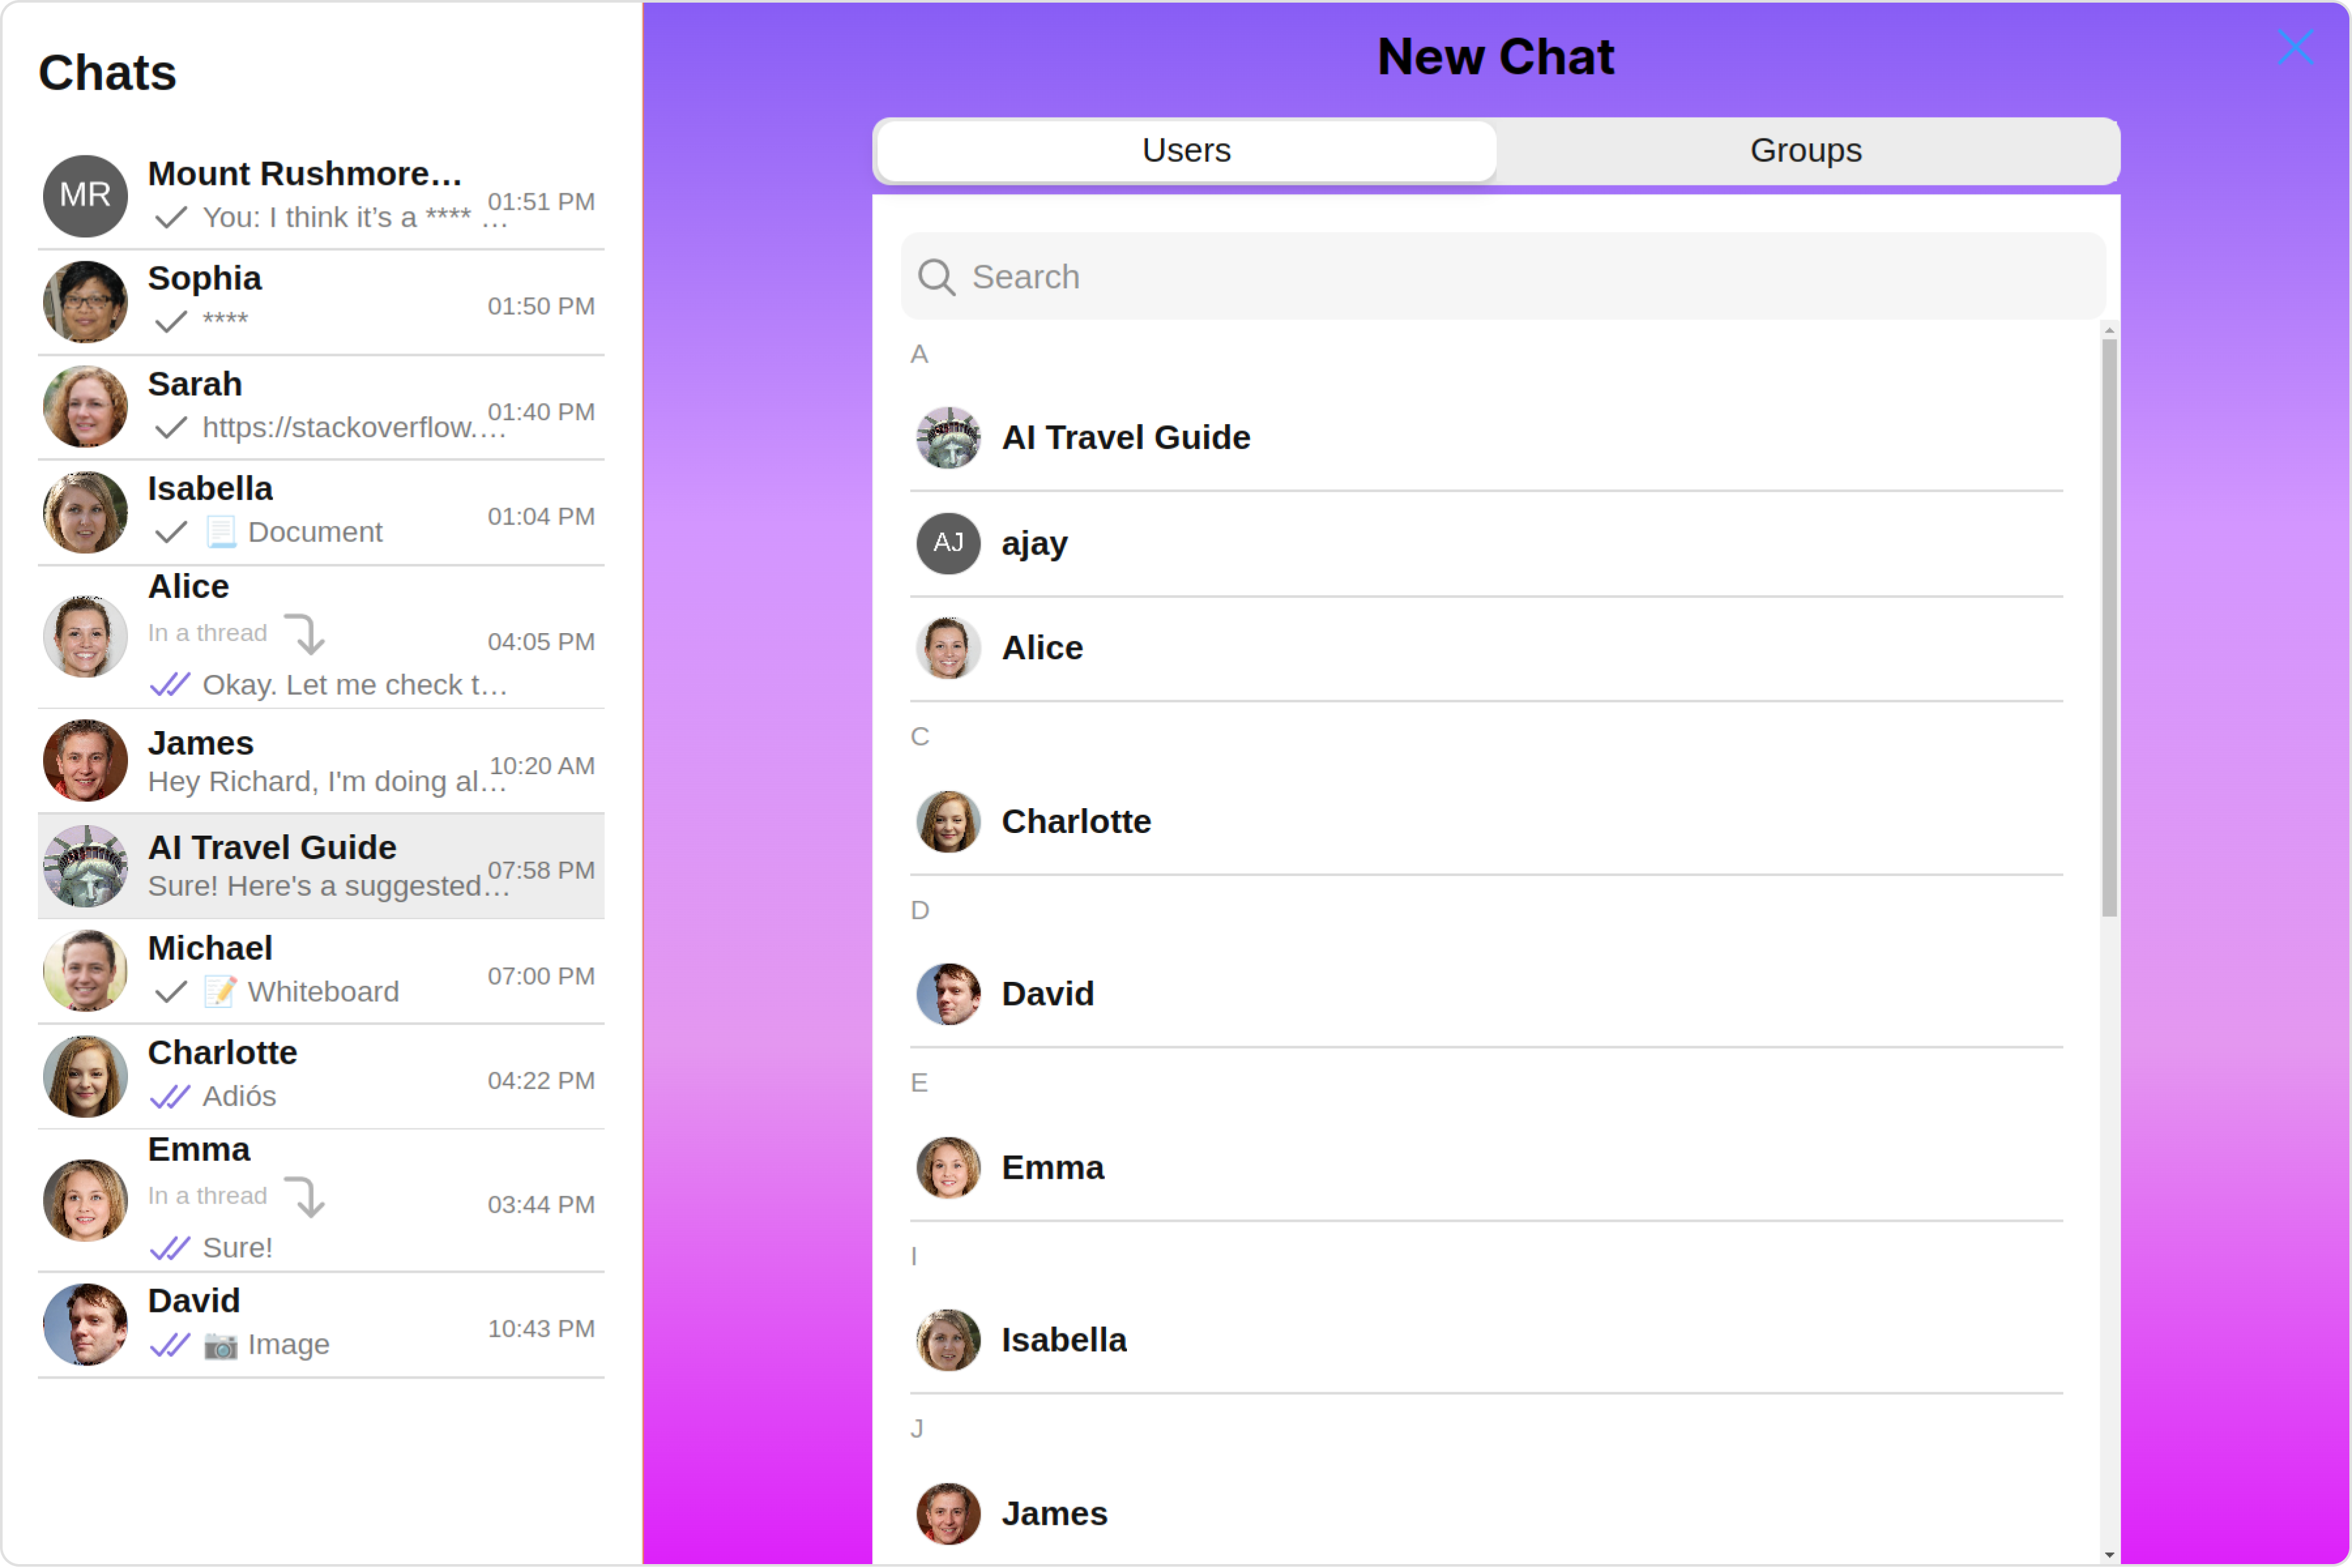 Chats
MR
Mount Rushmore…
You: I think it’s a **** …
01:51 PM
Sophia
****
01:50 PM
Sarah
https://stackoverflow.…
01:40 PM
Isabella
Document
01:04 PM
Alice
In a thread
Okay. Let me check t…
04:05 PM
James
Hey Richard, I'm doing al…
10:20 AM
AI Travel Guide
Sure! Here's a suggested…
07:58 PM
Michael
Whiteboard
07:00 PM
Charlotte
Adiós
04:22 PM
Emma
In a thread
Sure!
03:44 PM
David
Image
10:43 PM
New Chat
Users
Groups
Search
A
AI Travel Guide
AJ
ajay
Alice
C
Charlotte
D
David
E
Emma
I
Isabella
J
James